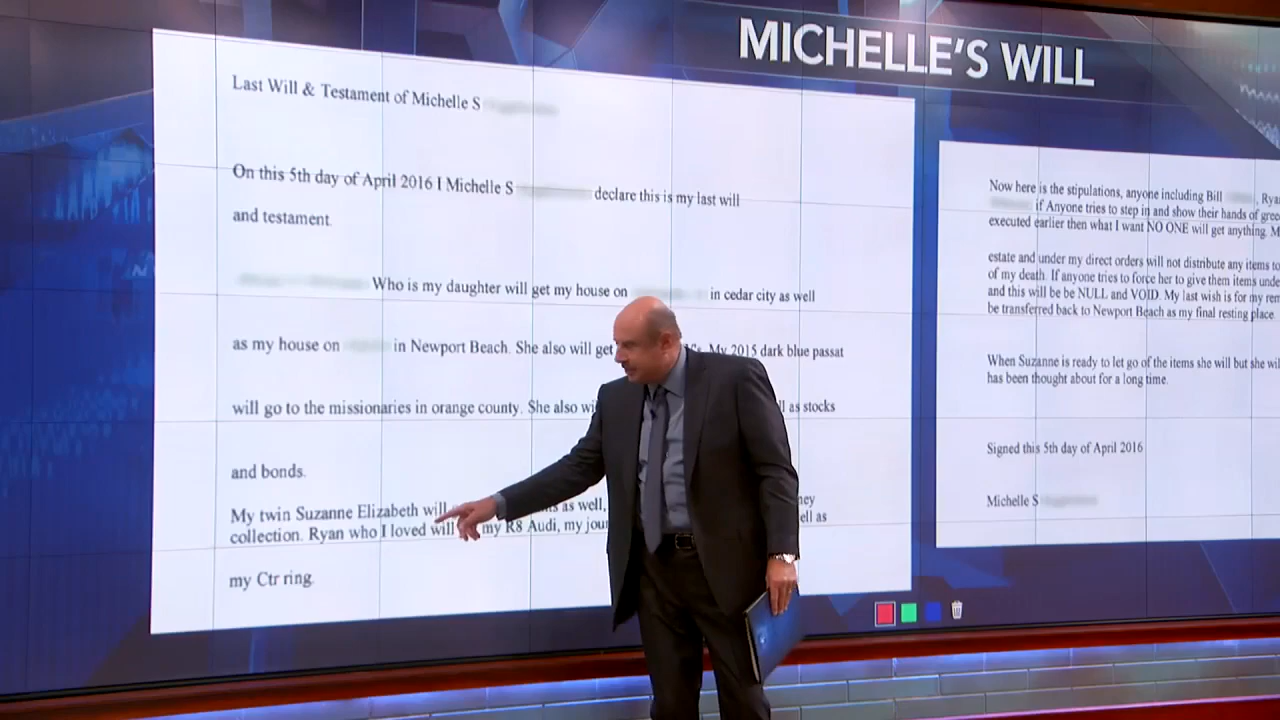 MICHELLE'S WILL
Last Will & Testament of Michelle S
On this 5th day of April 2016 I Michelle S declare this is my last will
and testament.
Who is my daughter will get my house on in cedar city as well
as my house on in Newport Beach. She also will get My 2015 dark blue passat
will go to the missionaries in orange county. She also as stocks
and bonds.
My twin Suzanne Elizabeth will as well,
collection. Ryan who I loved will my R8 Audi, my as
my Ctr ring.
Now here is the stipulations, anyone including Bill ,
if Anyone tries to step in and show their hands of
executed earlier then what I want NO ONE will get anything.
estate and under my direct orders will not distribute any items to
of my death. If anyone tries to force her to give them items
and this will be be NULL and VOID. My last wish is for my
be transferred back to Newport Beach as my final resting place.
When Suzanne is ready to let go of the items she will but she
has been thought about for a long time.
Signed this 5th day of April 2016
Michelle S